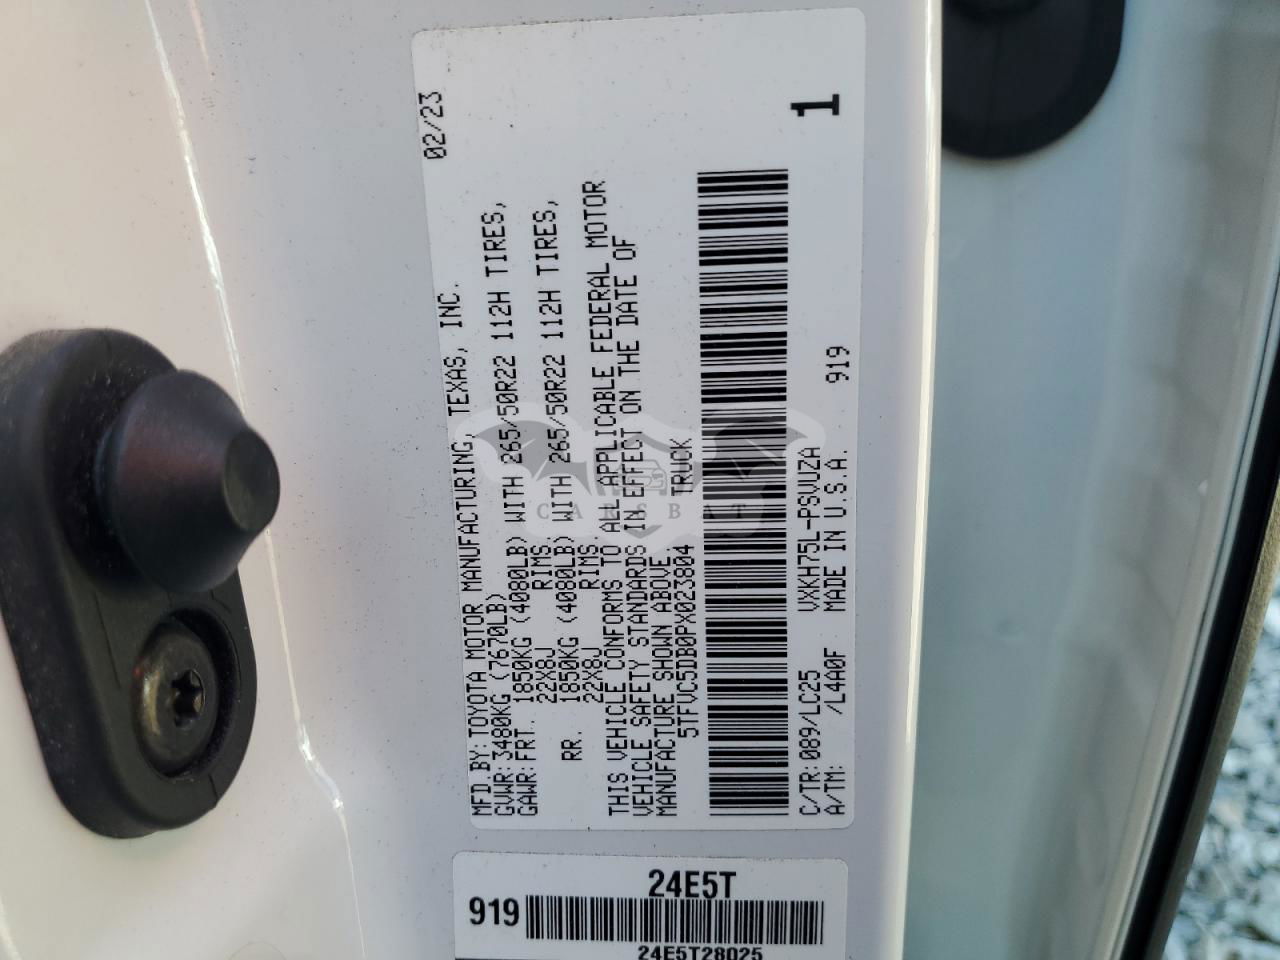 MFD.BY:TOYOTA MOTOR MANUFACTURING, TEXAS, INC. 02/23
GVWR:3480KG(7670LB)
GAWR:FRT. 1850KG(4080LB)WITH 265/50R22 112H TIRES,
22X8J RIMS.
RR. 1850KG(4080LB)WITH 265/50R22 112H TIRES,
22X8J RIMS.
THIS VEHICLE CONFORMS TO ALL APPLICABLE FEDERAL MOTOR
VEHICLE SAFETY STANDARDS IN EFFECT ON THE DATE OF
MANUFACTURE SHOWN ABOVE.
5TFVC5DB0PX023804 TRUCK
1
C/TR:089/LC25 VXKH75L-PSVUZA
A/TM: /L4A0F MADE IN U.S.A. 919
CARSBAT
24E5T
919
24E5T28025